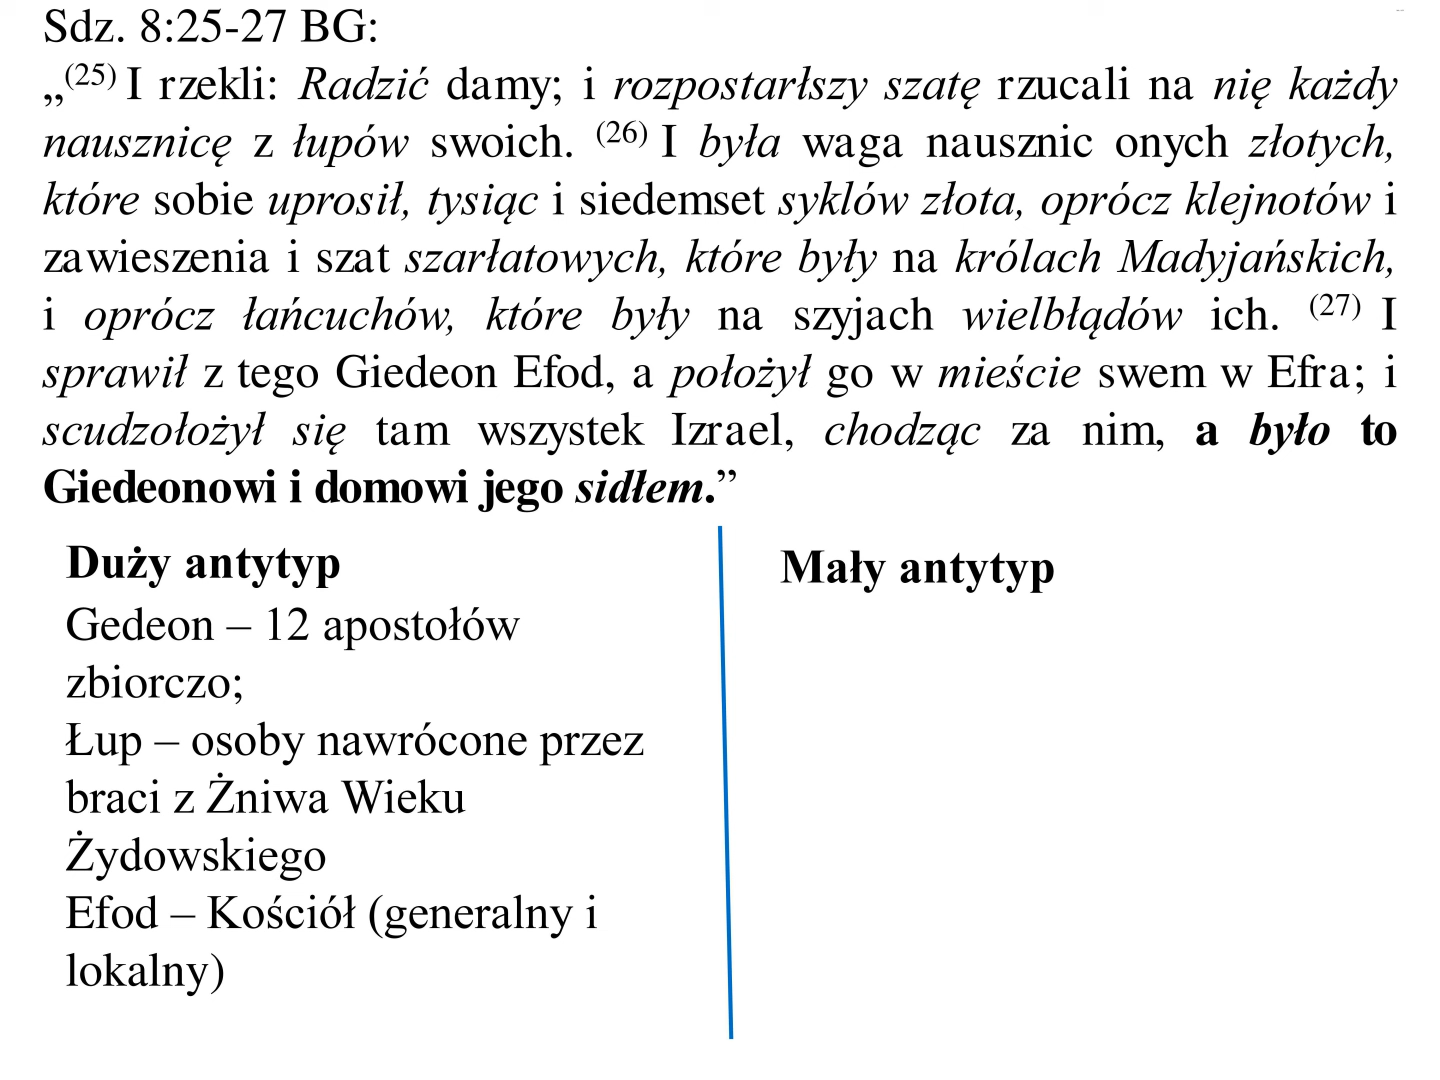 Sdz. 8:25-27 BG:
„(25) I rzekli: Radzić damy; i rozpostarłszy szatę rzucali na nię każdy
nausznicę z łupów swoich. (26) I była waga nausznic onych złotych,
które sobie uprosił, tysiąc i siedemset syklów złota, oprócz klejnotów i
zawieszenia i szat szarłatowych, które były na królach Madyjańskich,
i oprócz łańcuchów, które były na szyjach wielbłądów ich. (27) I
sprawił z tego Giedeon Efod, a położył go w mieście swem w Efra; i
scudzołożył się tam wszystek Izrael, chodząc za nim, a było to
Giedeonowi i domowi jego sidłem.”
Duży antytyp
Gedeon – 12 apostołów
zbiorczo;
Łup – osoby nawrócone przez
braci z Żniwa Wieku
Żydowskiego
Efod – Kościół (generalny i
lokalny)
Mały antytyp